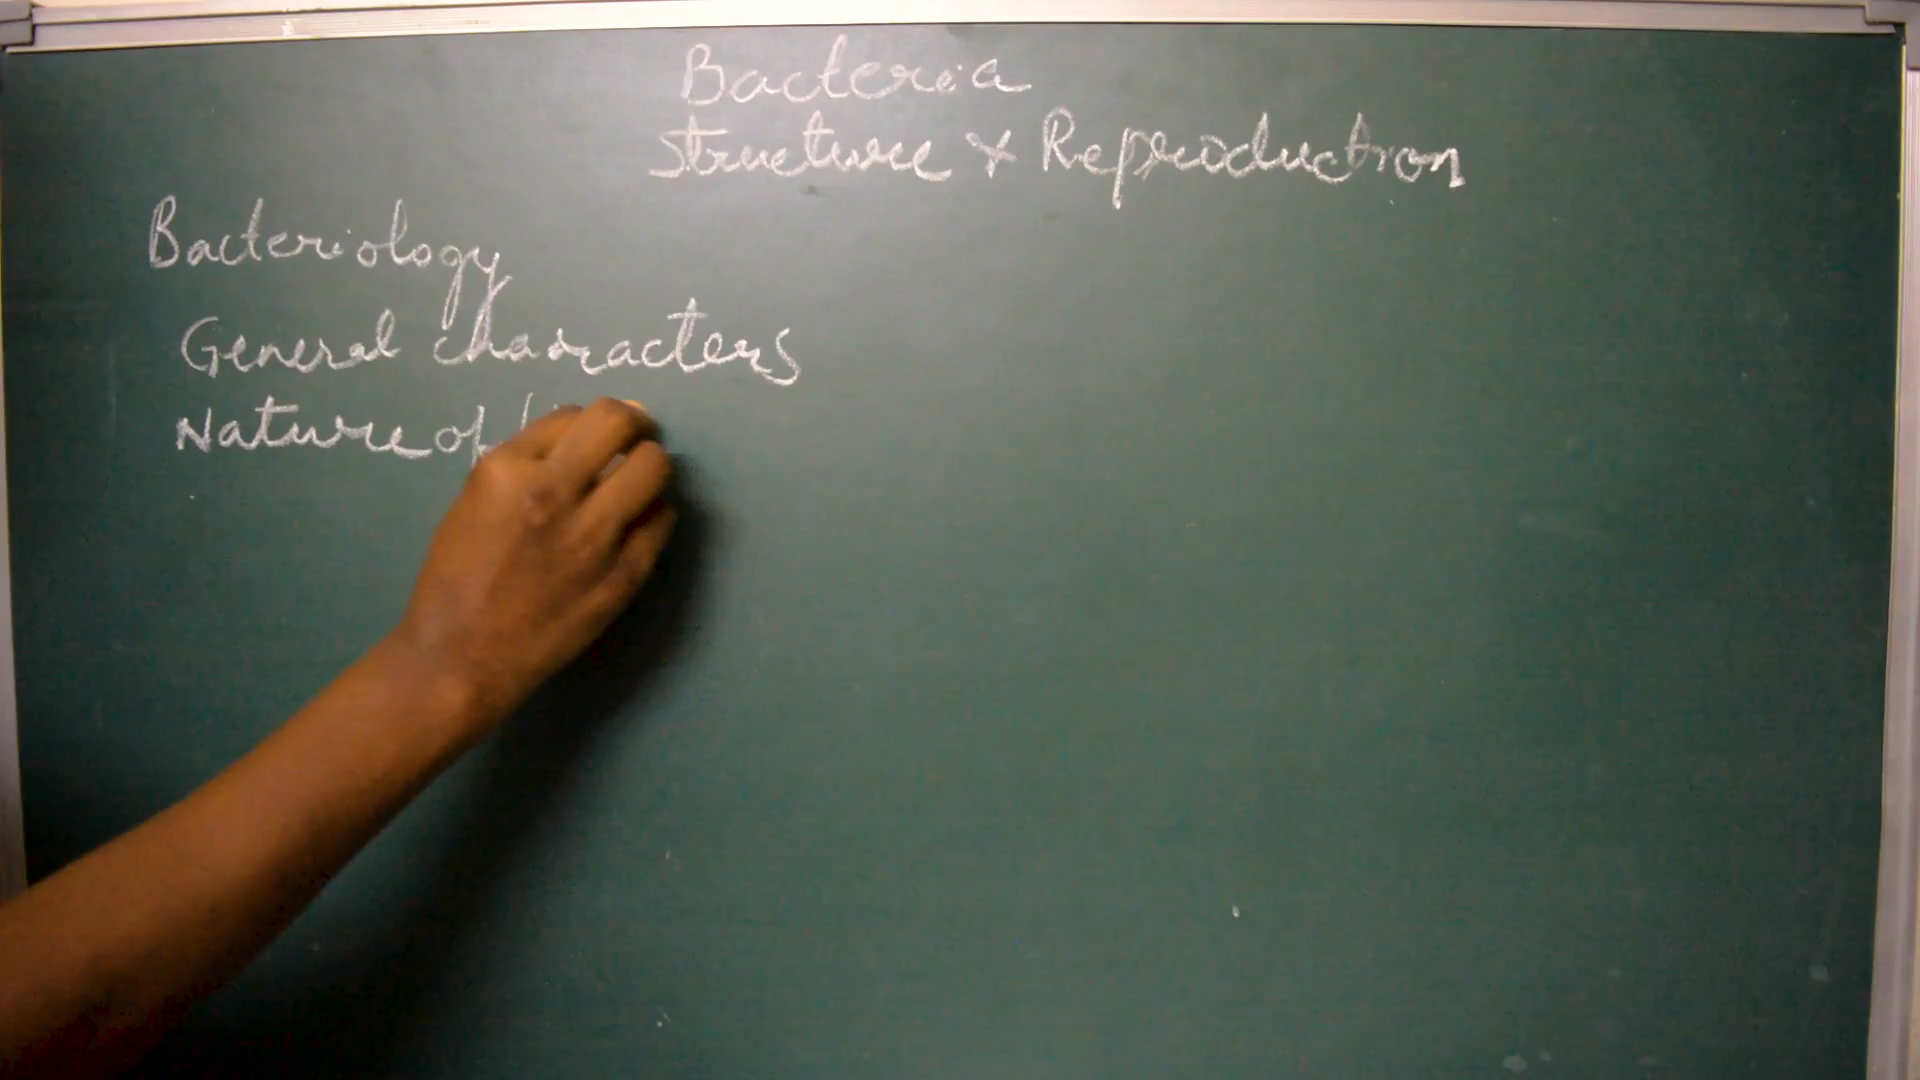 Bacteria
Structure & Reproduction
Bacteriology
General characters
Nature of